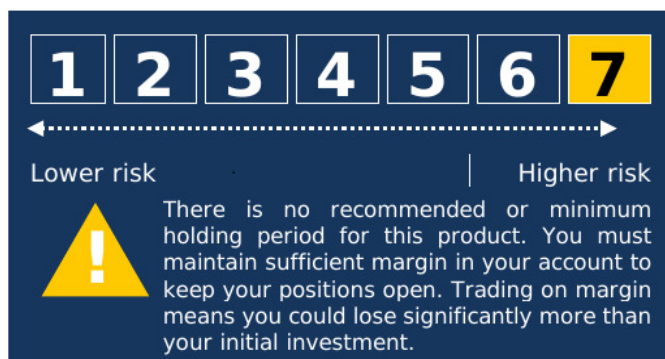 1 2 3 4 5 6 7
Lower risk Higher risk
!
There is no recommended or minimum
holding period for this product. You must
maintain sufficient margin in your account to
keep your positions open. Trading on margin
means you could lose significantly more than
your initial investment.